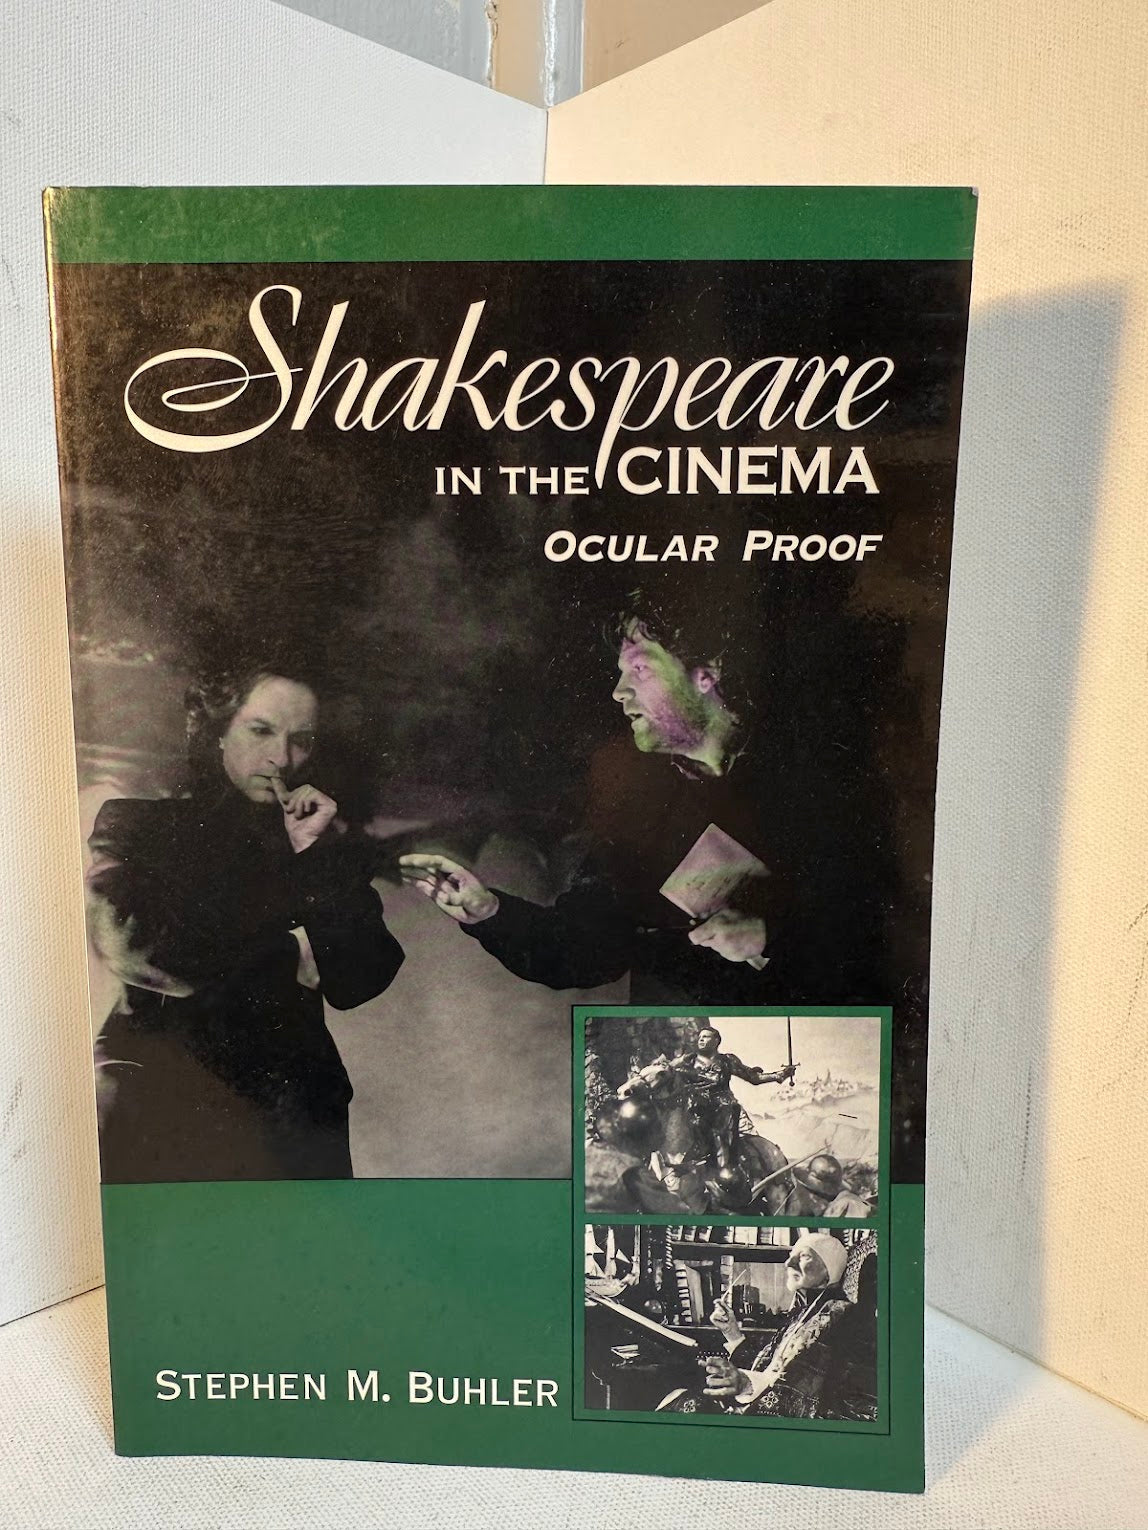 Shakespeare
IN THE CINEMA
OCULAR PROOF
STEPHEN M. BUHLER